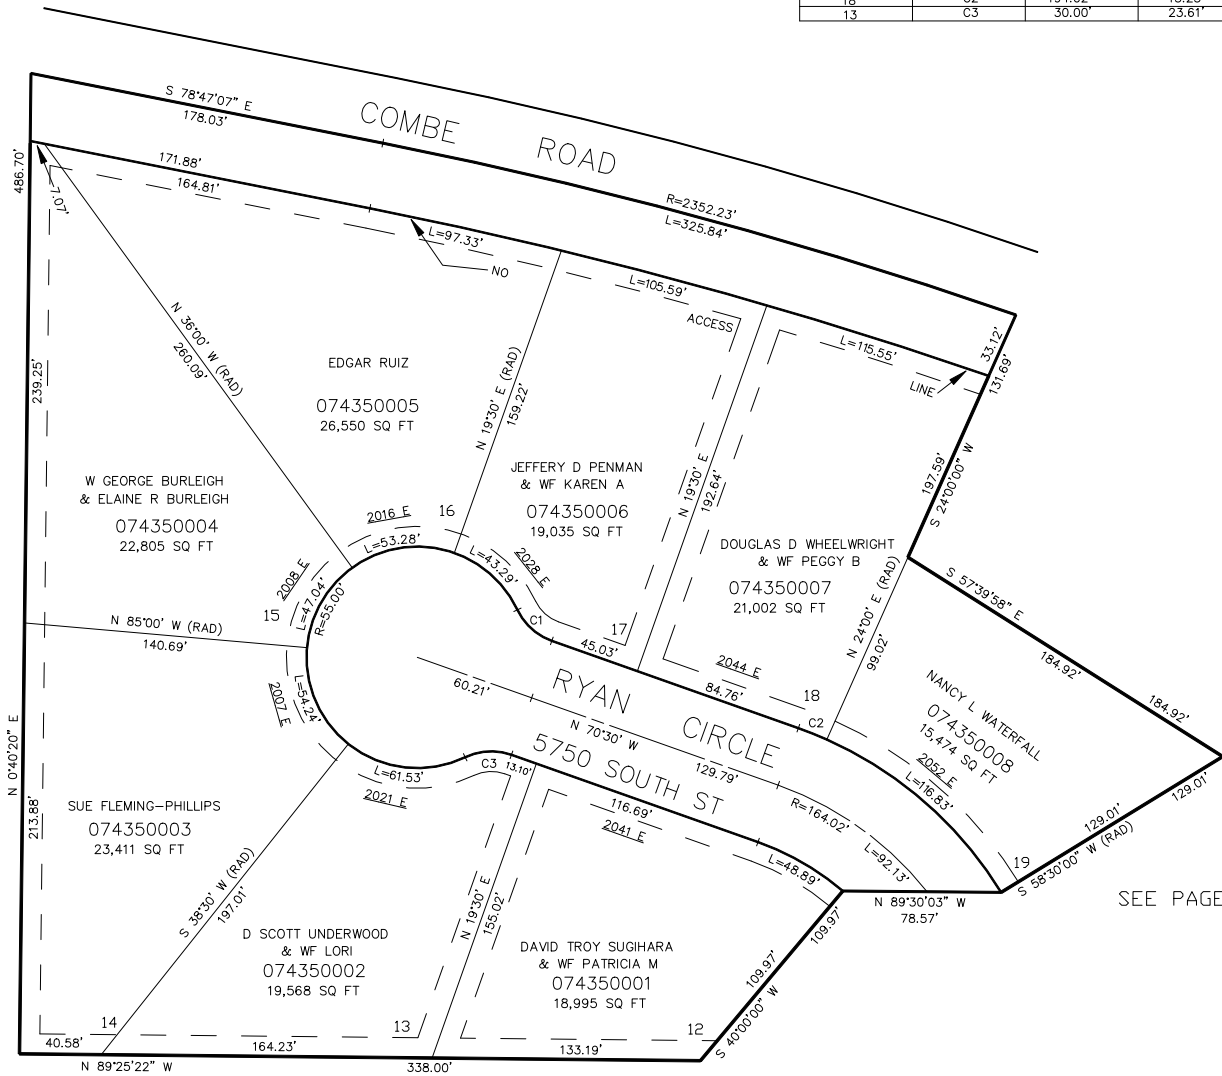 13 C3 30.00' 23.61'
S 78°47'07" E
178.03'
COMBE ROAD
R=2352.23'
L=325.84'
486.70'
171.88'
164.81'
7.07'
L=97.33'
NO
L=105.59'
ACCESS
L=115.55'
LINE
33.12'
131.69'
239.25'
N 36°00' W (RAD)
260.09'
EDGAR RUIZ
074350005
26,550 SQ FT
N 19°30' E (RAD)
159.22'
JEFFERY D PENMAN
& WF KAREN A
074350006
19,035 SQ FT
N 19°30' E
192.64'
197.59'
S 24°00'00" W
W GEORGE BURLEIGH
& ELAINE R BURLEIGH
074350004
22,805 SQ FT
DOUGLAS D WHEELWRIGHT
& WF PEGGY B
074350007
21,002 SQ FT
2016 E
16
L=53.28'
L=43.29'
2028 E
2008 E
L=47.04'
R=55.00'
15
N 24°00' E (RAD)
99.02'
S 57°39'58" E
184.92'
184.92'
N 85°00' W (RAD)
140.69'
C1
17
45.03'
2044 E
84.76'
18
C2
NANCY L WATERFALL
074350008
15,474 SQ FT
2052 E
L=116.83'
60.21'
RYAN CIRCLE
N 70°30' W
129.79'
5750 SOUTH ST
R=164.02'
L=92.13'
L=54.24'
2007 E
N 0°40'20" E
213.88'
C3
13.10'
L=61.53'
2021 E
116.69'
2041 E
L=48.89'
129.01'
129.01'
S 58°30'00" W (RAD)
19
SUE FLEMING-PHILLIPS
074350003
23,411 SQ FT
N 89°30'03" W
78.57'
SEE PAGE
S 38°30' W (RAD)
197.01'
N 19°30' E
155.02'
109.97'
109.97'
S 40°00'00" W
D SCOTT UNDERWOOD
& WF LORI
074350002
19,568 SQ FT
DAVID TROY SUGIHARA
& WF PATRICIA M
074350001
18,995 SQ FT
14
13
12
40.58'
164.23'
133.19'
N 89°25'22" W
338.00'